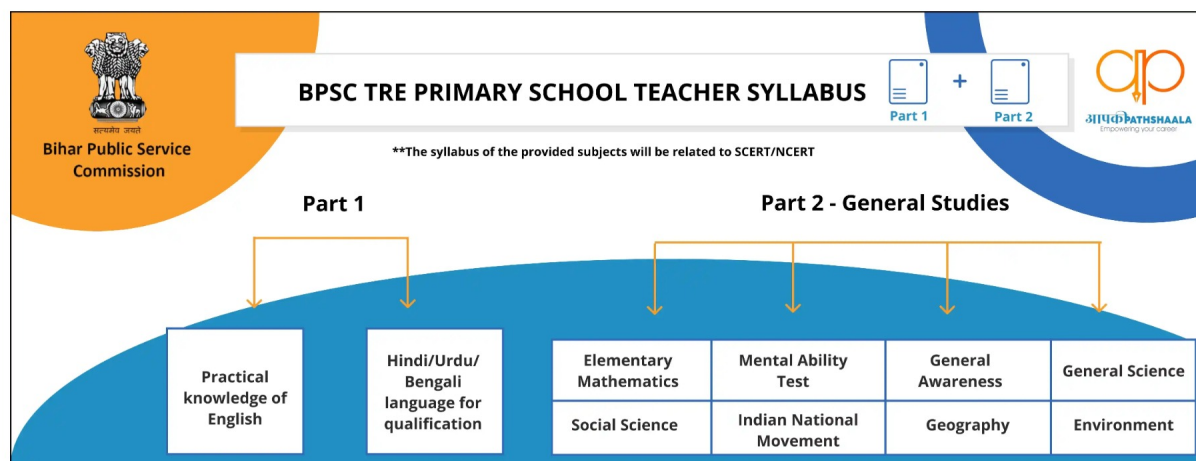 सत्यमेव जयते
Bihar Public Service
Commission
BPSC TRE PRIMARY SCHOOL TEACHER SYLLABUS
Part 1
+
Part 2
ap
आपकीPATHSHAALA
Empowering your career
**The syllabus of the provided subjects will be related to SCERT/NCERT
Part 1
Part 2 - General Studies
Practical
knowledge of
English
Hindi/Urdu/
Bengali
language for
qualification
Elementary
Mathematics
Mental Ability
Test
General
Awareness
General Science
Social Science
Indian National
Movement
Geography
Environment